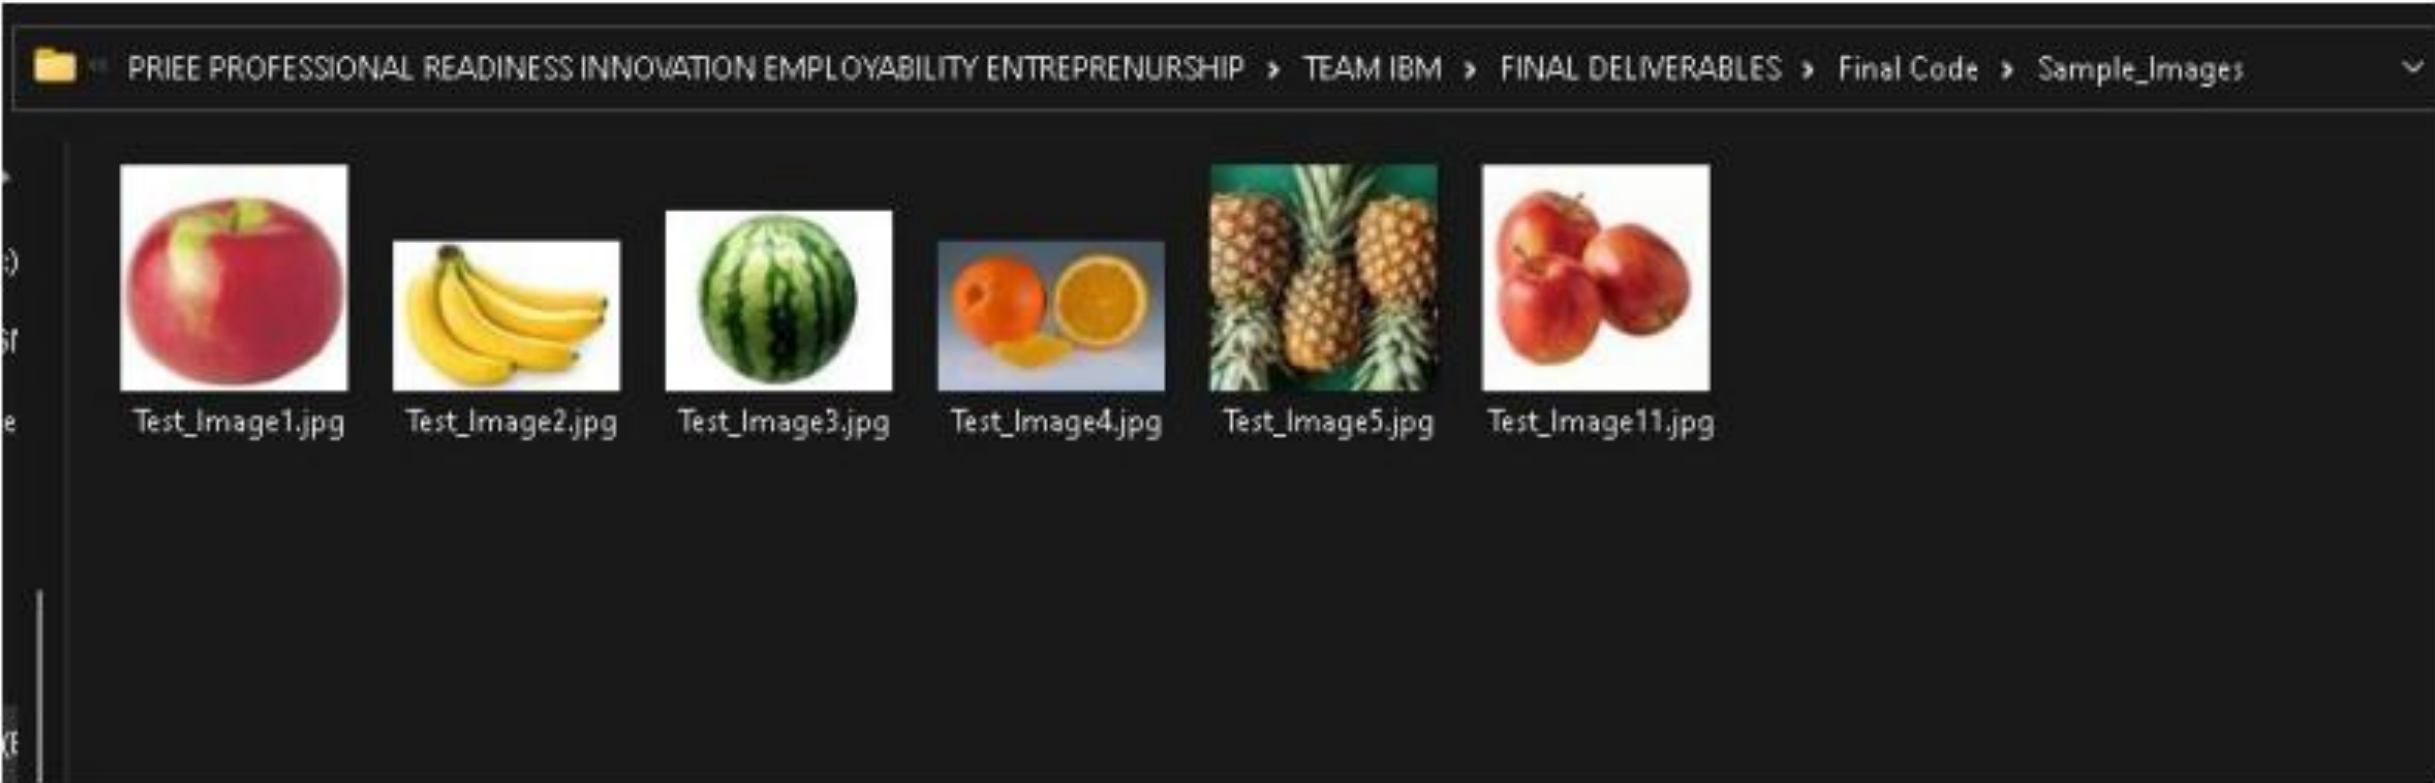 PRIEE PROFESSIONAL READINESS INNOVATION EMPLOYABILITY ENTREPRENURSHIP › TEAM IBM › FINAL DELIVERABLES › Final Code › Sample_Images
Test_Image1.jpg Test_Image2.jpg Test_Image3.jpg Test_Image4.jpg Test_Image5.jpg Test_Image11.jpg